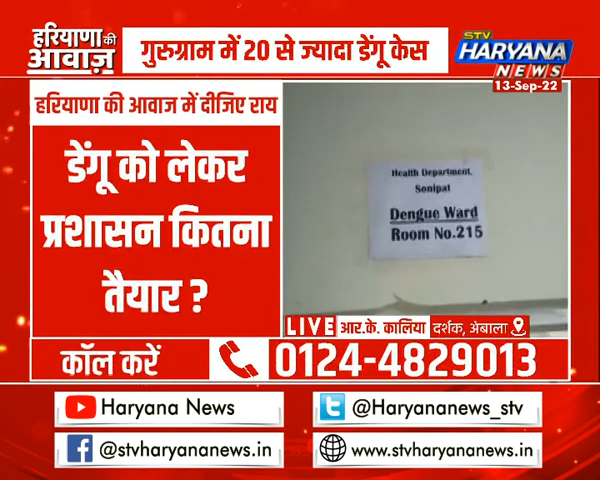 हरियाणा की
आवाज़
गुरुग्राम में 20 से ज्यादा डेंगू केस
STV
HARYANA
NEWS
13-Sep-22
हरियाणा की आवाज में दीजिए राय
डेंगू को लेकर
प्रशासन कितना
तैयार ?
Health Department,
Sonipat
Dengue Ward
Room No.215
LIVE आर.के. कालिया दर्शक, अंबाला
कॉल करें 0124-4829013
Haryana News
@Haryananews_stv
@stvharyananews.in
www.stvharyananews.in